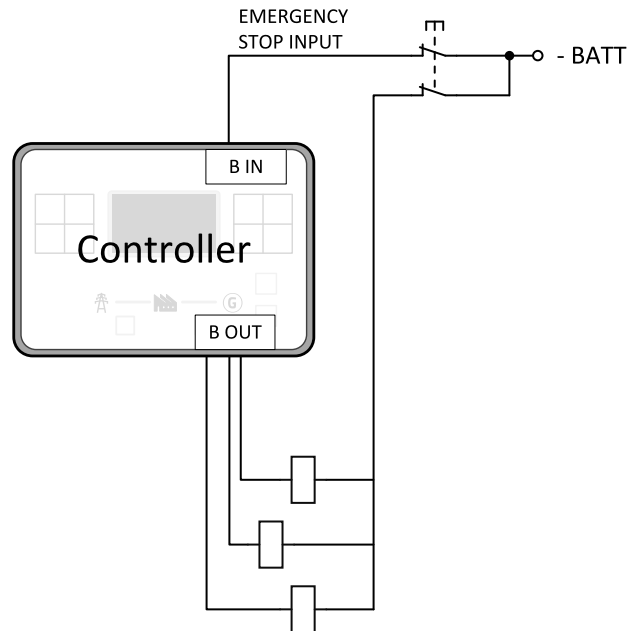 EMERGENCY
STOP INPUT
- BATT
B IN
Controller
G
B OUT